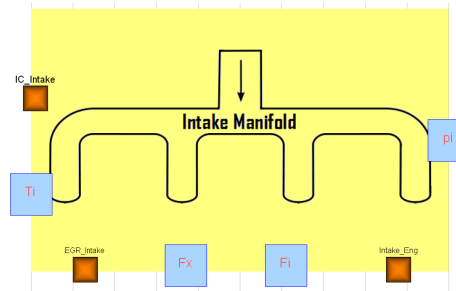 IC_Intake
Intake Manifold
pi
Ti
EGR_Intake
Fx
Fi
Intake_Eng